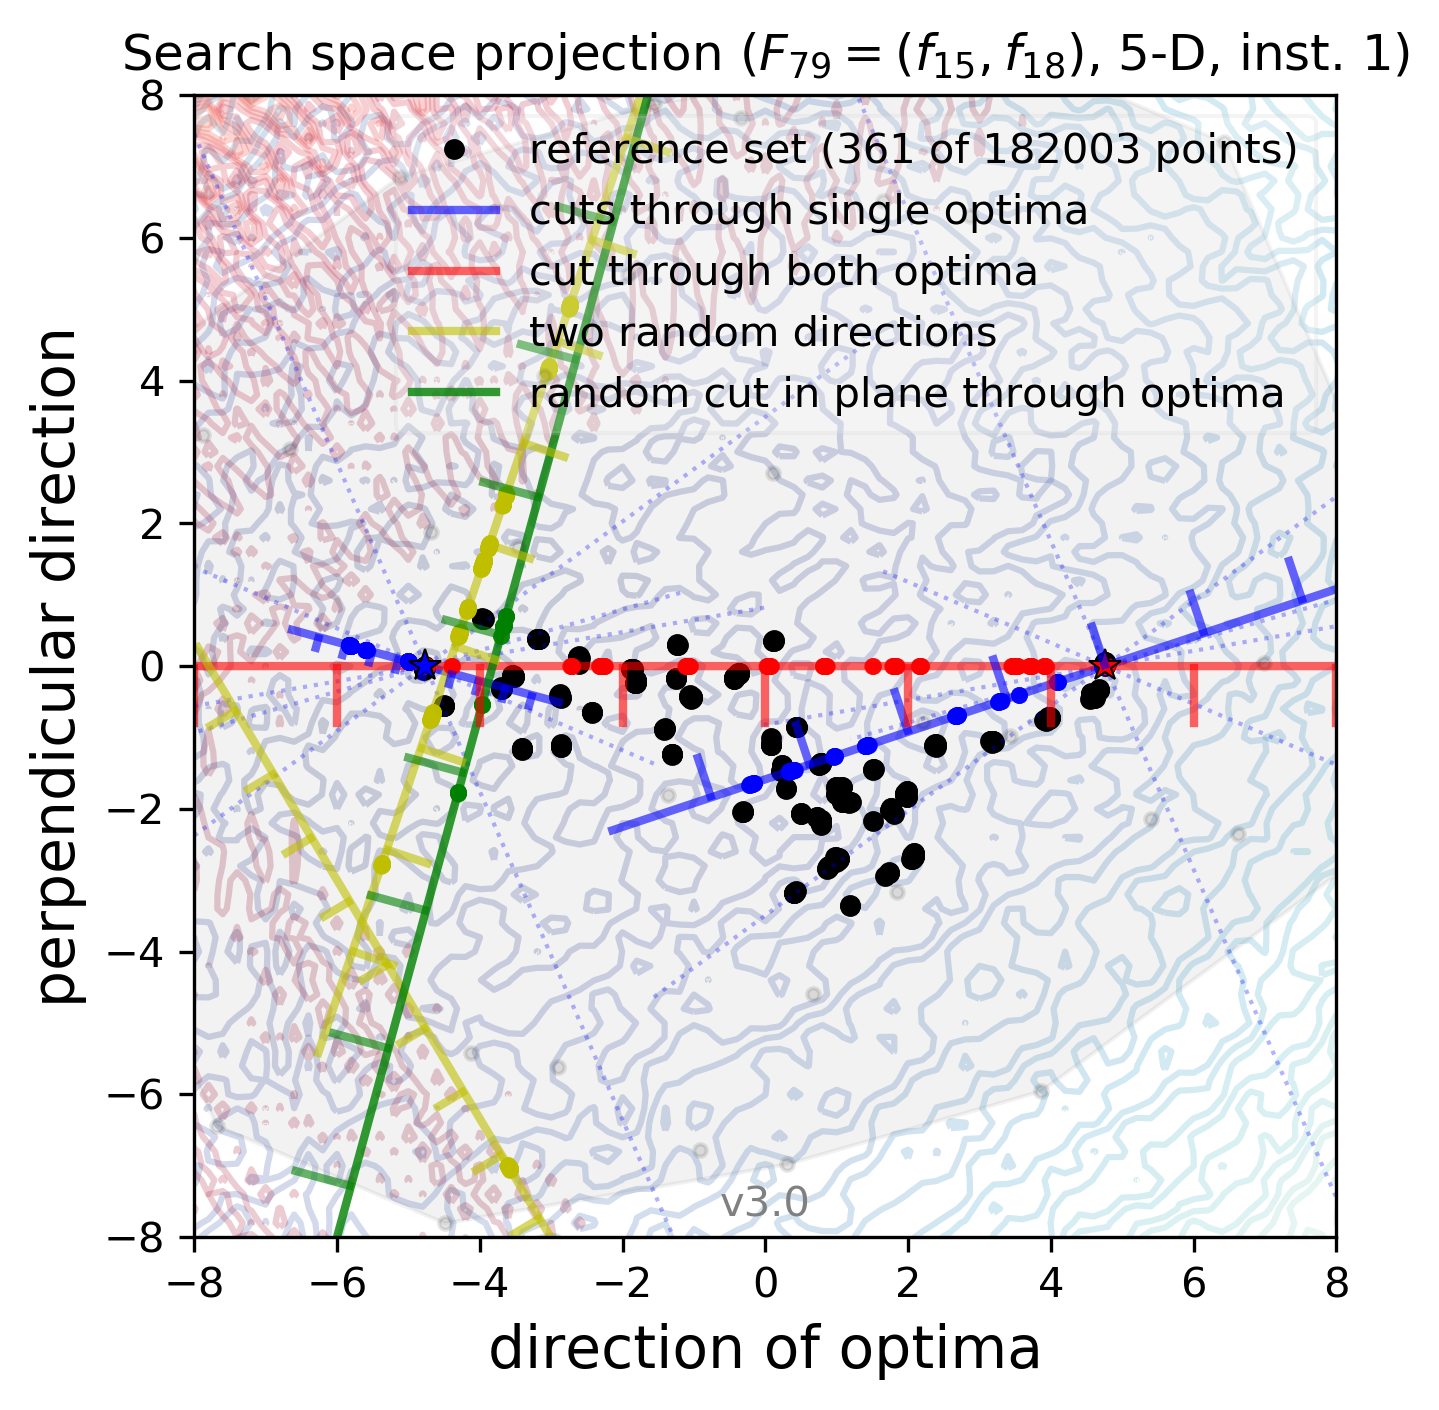 Search space projection (F79 = (f15, f18), 5-D, inst. 1)
reference set (361 of 182003 points)
cuts through single optima
cut through both optima
two random directions
random cut in plane through optima
perpendicular direction
8
6
4
2
0
−2
−4
−6
−8
v3.0
−8 −6 −4 −2 0 2 4 6 8
direction of optima